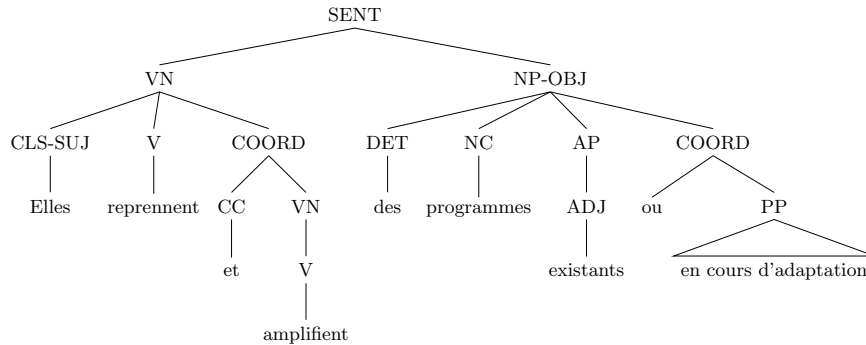 SENT
VN NP-OBJ
CLS-SUJ V COORD DET NC AP COORD
Elles reprennent CC VN des programmes ADJ ou PP
et V existants en cours d'adaptation
amplifient